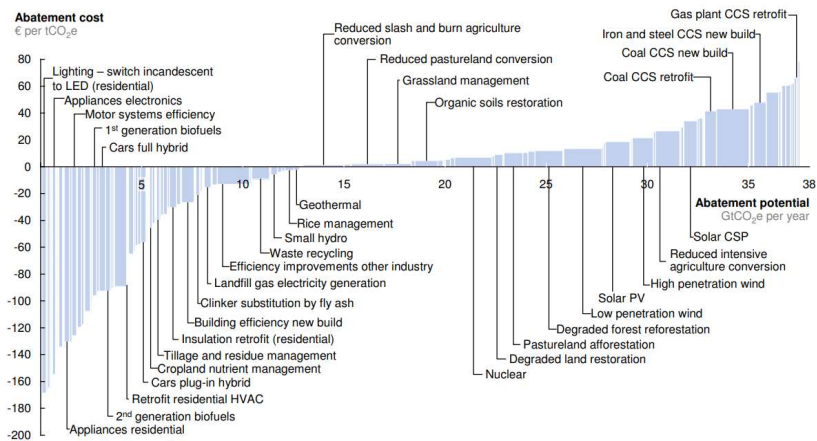 Abatement cost
€ per tCO2e
Gas plant CCS retrofit
Reduced slash and burn agriculture
conversion
Iron and steel CCS new build
Coal CCS new build
80
60
40
20
0
-20
-40
-60
-80
-100
-120
-140
-160
-180
-200
Lighting – switch incandescent
to LED (residential)
Appliances electronics
Motor systems efficiency
1st generation biofuels
Cars full hybrid
Reduced pastureland conversion
Grassland management
Organic soils restoration
Coal CCS retrofit
5
10
15
20
25
30
35
38
Abatement potential
GtCO2e per year
Geothermal
Rice management
Small hydro
Waste recycling
Efficiency improvements other industry
Landfill gas electricity generation
Clinker substitution by fly ash
Building efficiency new build
Insulation retrofit (residential)
Tillage and residue management
Cropland nutrient management
Cars plug-in hybrid
Retrofit residential HVAC
2nd generation biofuels
Appliances residential
Solar CSP
Reduced intensive
agriculture conversion
High penetration wind
Solar PV
Low penetration wind
Degraded forest reforestation
Pastureland afforestation
Degraded land restoration
Nuclear